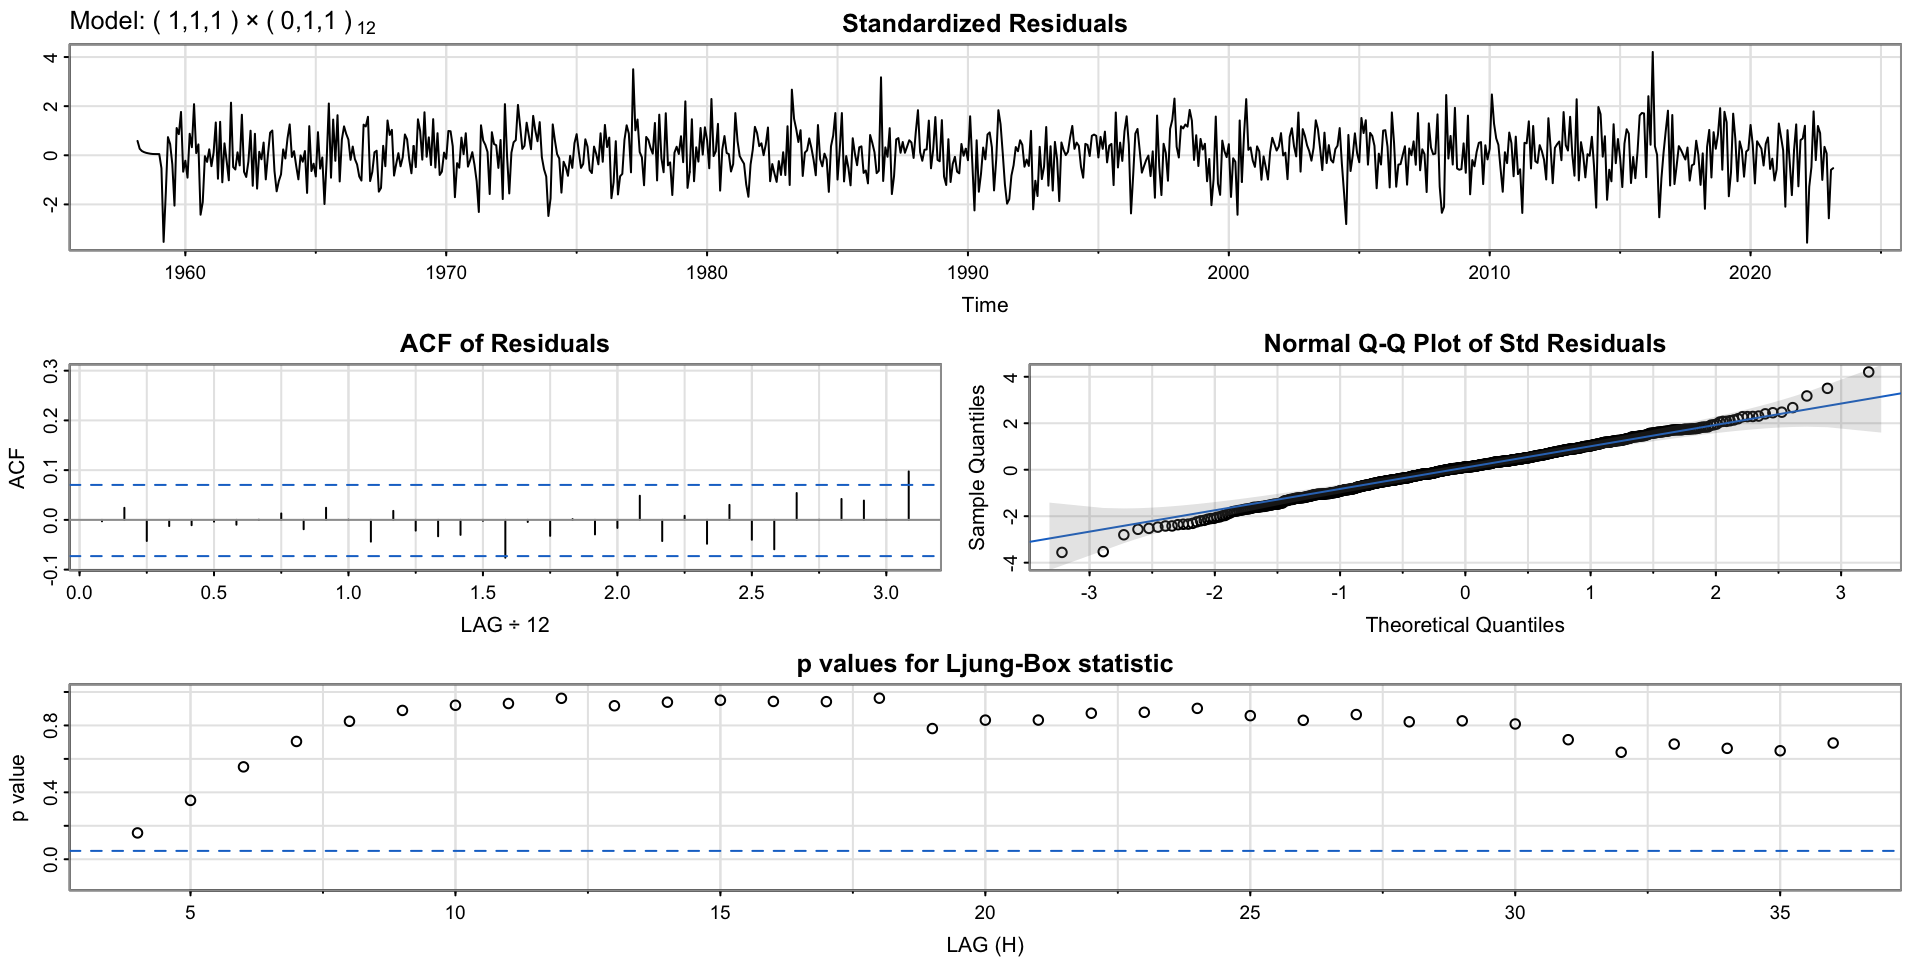 Model: ( 1,1,1 ) × ( 0,1,1 ) 12
Standardized Residuals
4
2
0
-2
1960 1970 1980 1990 2000 2010 2020
Time
ACF of Residuals
ACF
0.3
0.2
0.1
0.0
-0.1
0.0 0.5 1.0 1.5 2.0 2.5 3.0
LAG ÷ 12
Normal Q-Q Plot of Std Residuals
Sample Quantiles
4
2
0
-2
-4
-3 -2 -1 0 1 2 3
Theoretical Quantiles
p values for Ljung-Box statistic
p value
0.8
0.4
0.0
5 10 15 20 25 30 35
LAG (H)